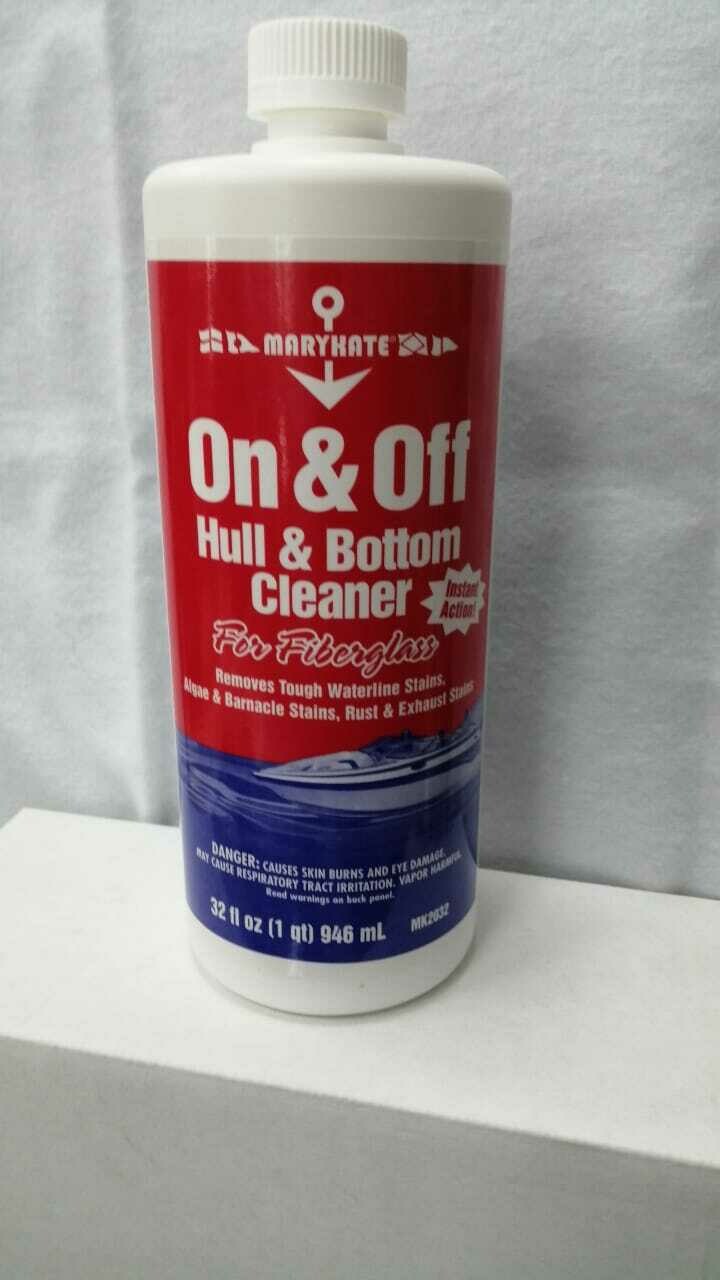 MARYKATE
On & Off
Hull & Bottom
Cleaner
Instant
Action!
For Fiberglass
Removes Tough Waterline Stains,
Algae & Barnacle Stains, Rust & Exhaust Stains
DANGER: CAUSES SKIN BURNS AND EYE DAMAGE.
MAY CAUSE RESPIRATORY TRACT IRRITATION. VAPOR HARMFUL.
Read warnings on back panel.
32 fl oz (1 qt) 946 mL
MK2032